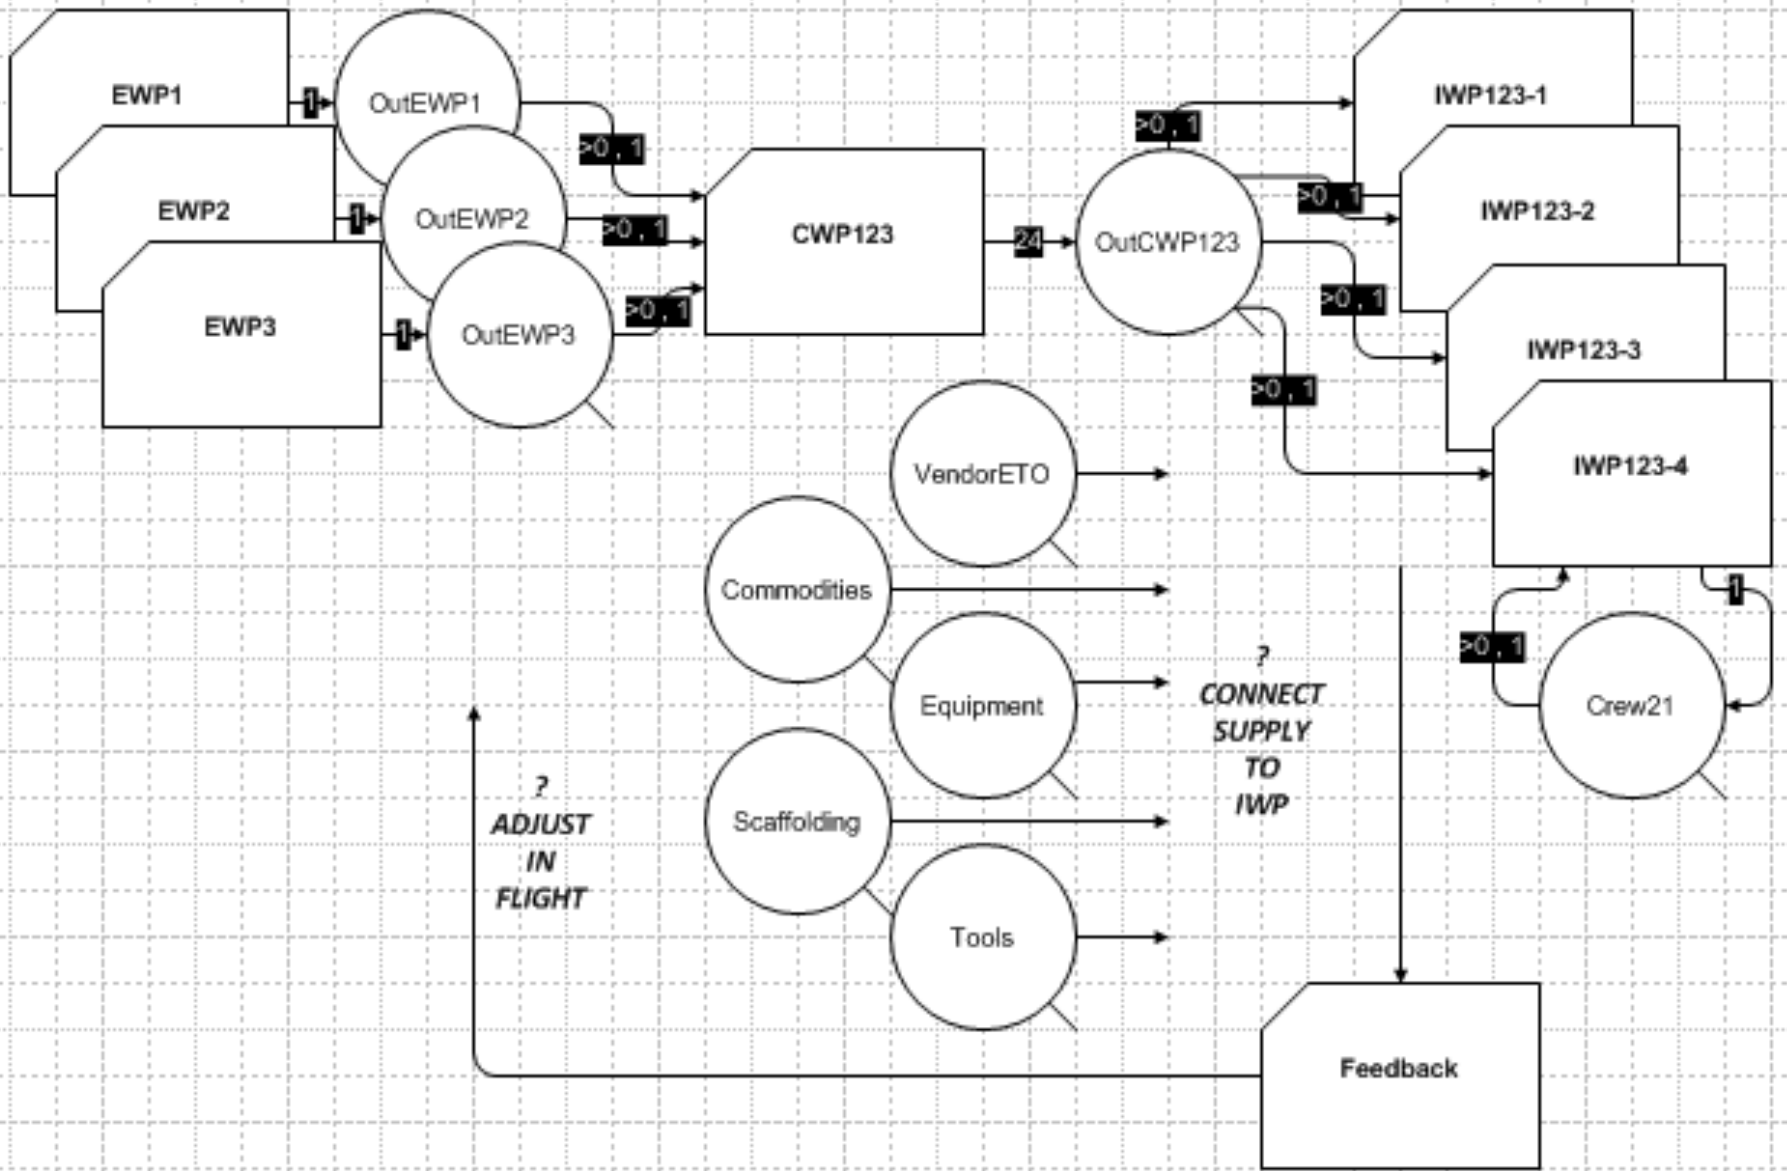 EWP1
1
OutEWP1
>0 , 1
EWP2
1
OutEWP2
>0 , 1
EWP3
1
OutEWP3
>0 , 1
CWP123
24
OutCWP123
>0 , 1
>0 , 1
>0 , 1
>0 , 1
IWP123-1
IWP123-2
IWP123-3
IWP123-4
VendorETO
Commodities
Equipment
Scaffolding
Tools
?
CONNECT
SUPPLY
TO
IWP
>0 , 1
1
Crew21
?
ADJUST
IN
FLIGHT
Feedback